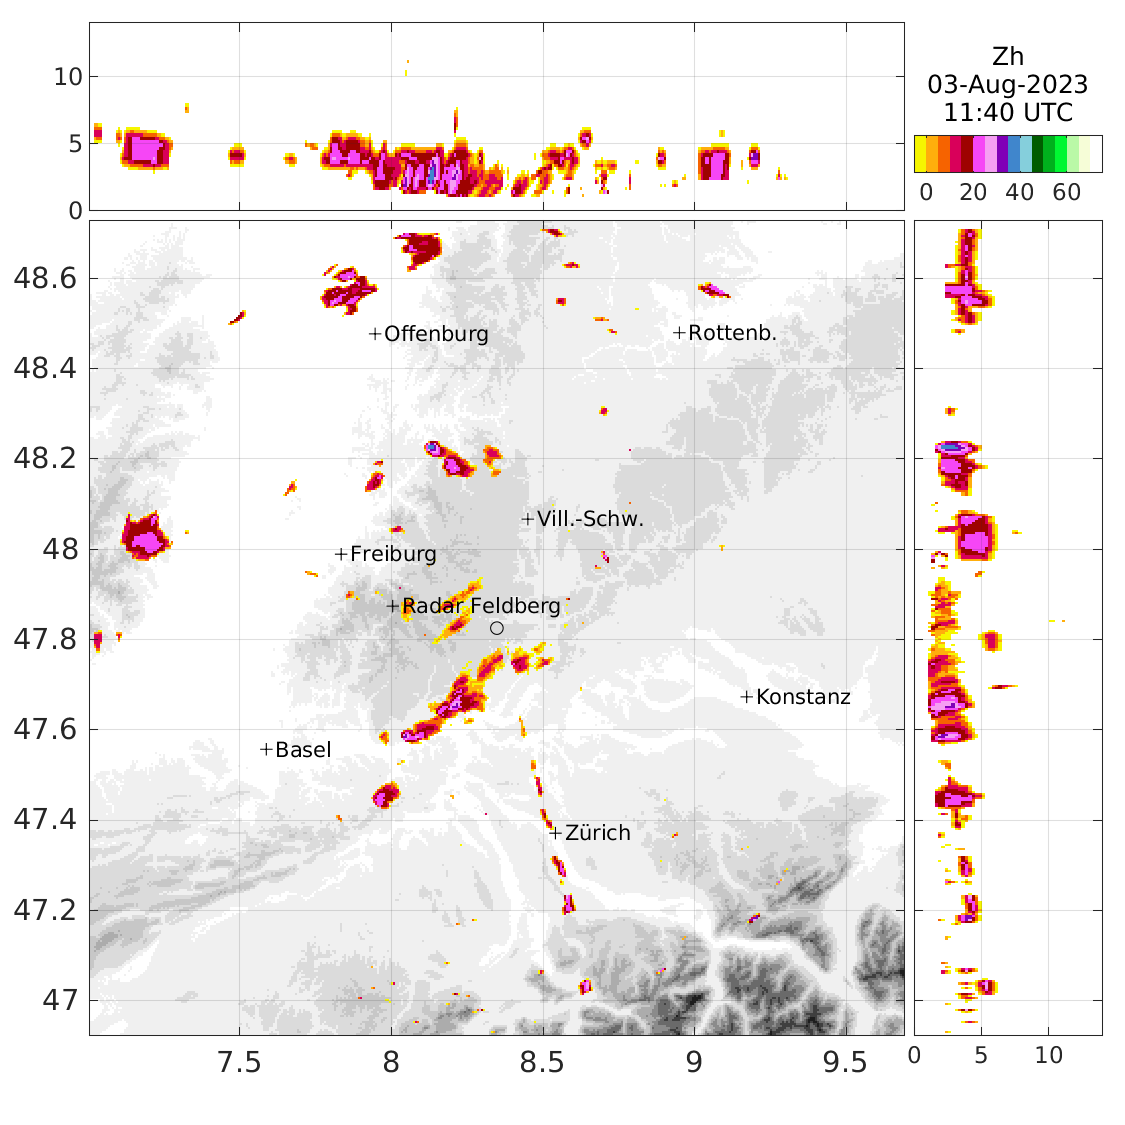 Zh
03-Aug-2023
11:40 UTC
0 20 40 60
10
5
0
48.6
48.4
48.2
48
47.8
47.6
47.4
47.2
47
+Offenburg
+Rottenb.
+Vill.-Schw.
+Freiburg
+Radar Feldberg
+Konstanz
+Basel
+Zürich
7.5 8 8.5 9 9.5
0 5 10